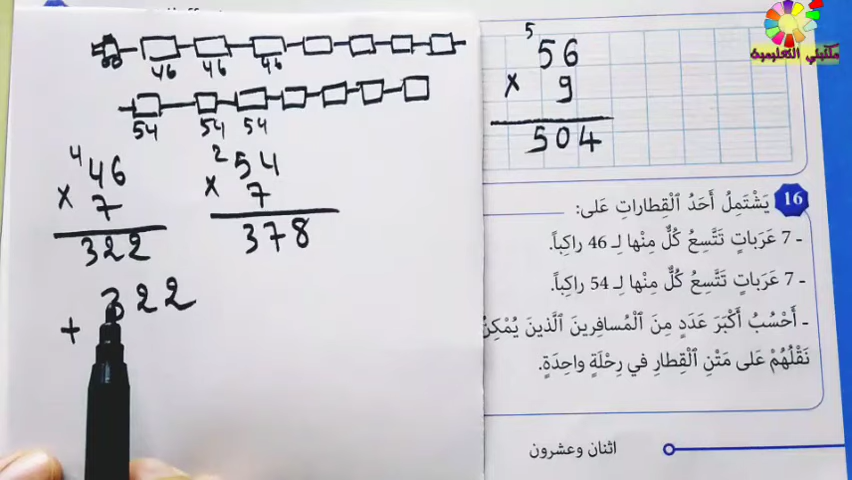 46 46 46
54 54 54
4
46
× 7
322
2
54
× 7
378
322
+
5
56
× 9
504
16 يَشْتَمِلُ أَحَدُ ٱلْقِطاراتِ عَلى:
- 7 عَرَباتٍ تَتَّسِعُ كُلٌّ مِنْها لِـ 46 راكِباً.
- 7 عَرَباتٍ تَتَّسِعُ كُلٌّ مِنْها لِـ 54 راكِباً.
- أَحْسُبُ أَكْبَرَ عَدَدٍ مِنَ ٱلْمُسافِرينَ ٱلَّذينَ يُمْكِنُ
نَقْلُهُمْ عَلى مَتْنِ ٱلْقِطارِ في رِحْلَةٍ واحِدَةٍ.
اثنان وعشرون